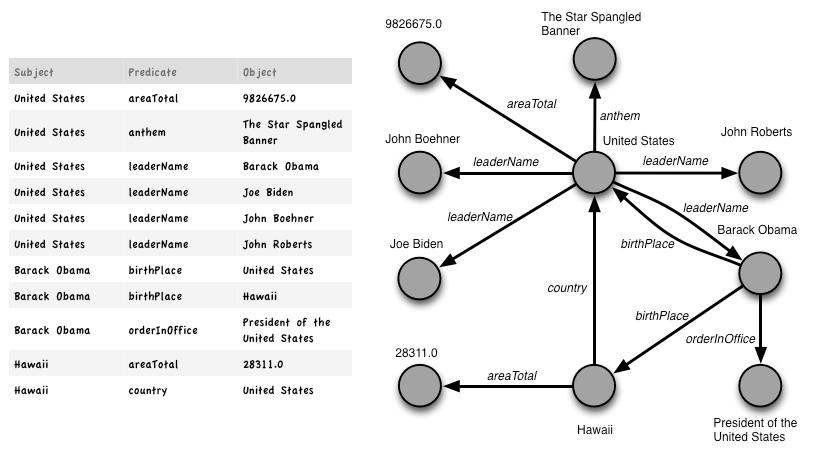 Subject Predicate Object
United States areaTotal 9826675.0
United States anthem The Star Spangled
Banner
United States leaderName Barack Obama
United States leaderName Joe Biden
United States leaderName John Boehner
United States leaderName John Roberts
Barack Obama birthPlace United States
Barack Obama birthPlace Hawaii
Barack Obama orderInOffice President of the
United States
Hawaii areaTotal 28311.0
Hawaii country United States
The Star Spangled
Banner
9826675.0
areaTotal
anthem
John Boehner
United States
John Roberts
leaderName
leaderName
leaderName
leaderName
Barack Obama
Joe Biden
birthPlace
country
birthPlace
orderInOffice
28311.0
areaTotal
Hawaii
President of the
United States